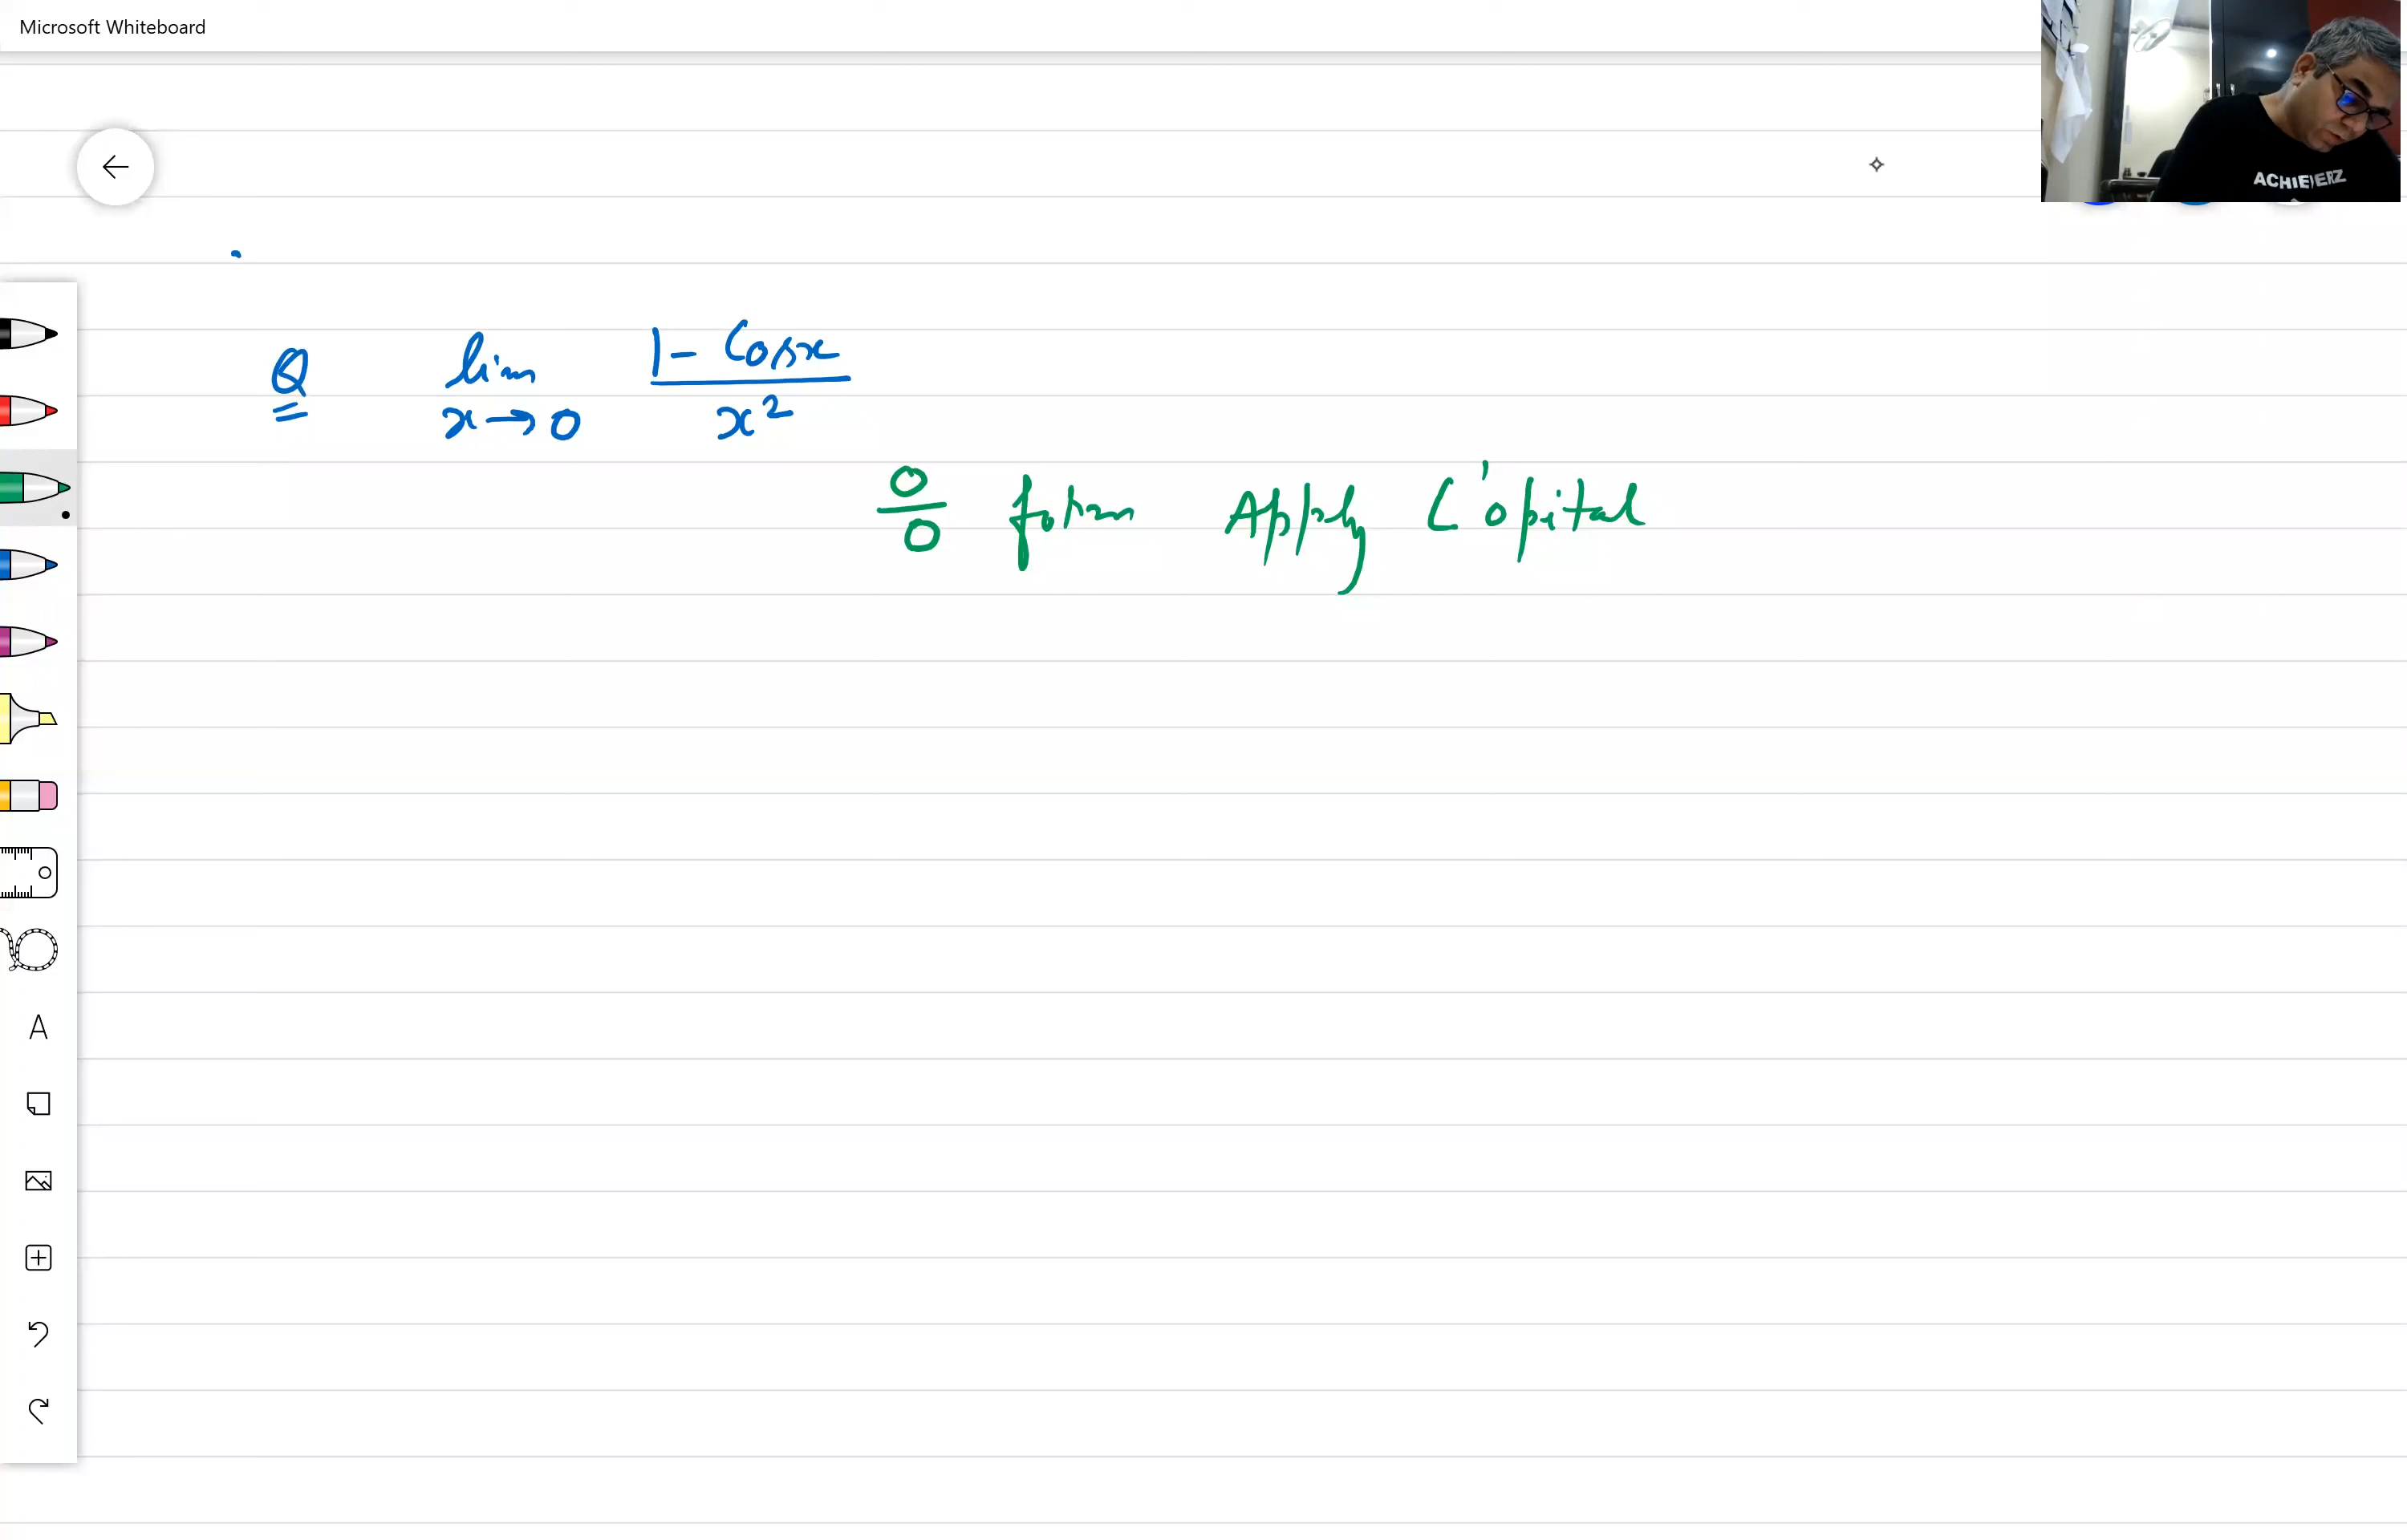 Microsoft Whiteboard
ACHIEVERZ
Q lim x→0 (1 - Cosx)/x²
0/0 form Apply L'opital
A